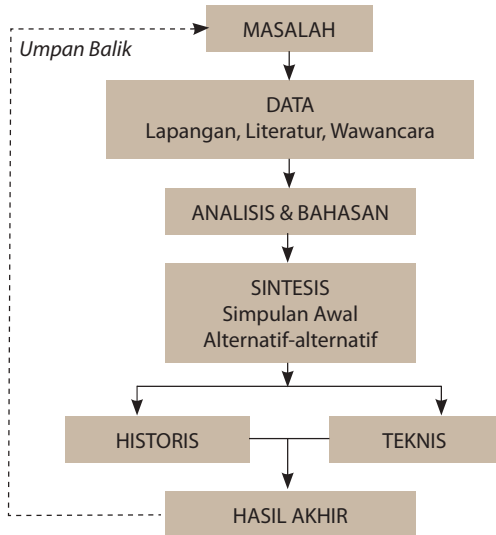 MASALAH
Umpan Balik
DATA
Lapangan, Literatur, Wawancara
ANALISIS & BAHASAN
SINTESIS
Simpulan Awal
Alternatif-alternatif
HISTORIS
TEKNIS
HASIL AKHIR